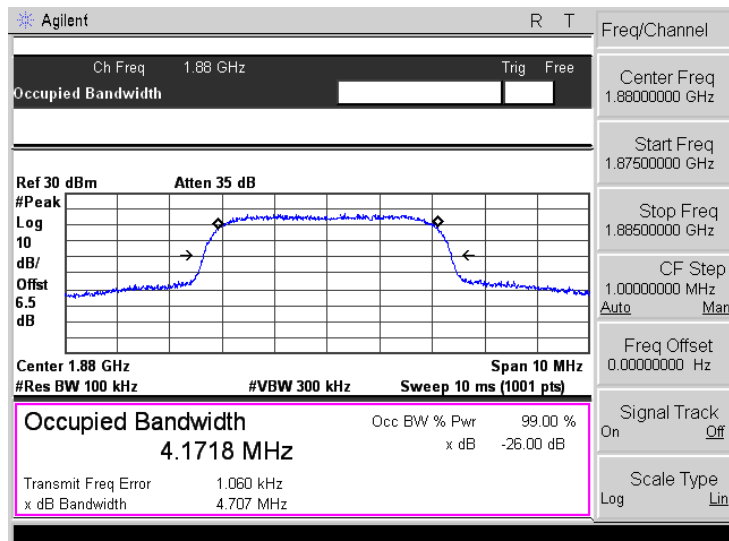 Agilent R T
Freq/Channel
Ch Freq 1.88 GHz Trig Free
Occupied Bandwidth
Center Freq
1.88000000 GHz
Start Freq
1.87500000 GHz
Stop Freq
1.88500000 GHz
CF Step
1.00000000 MHz
Auto Man
Freq Offset
0.00000000 Hz
Signal Track
On Off
Scale Type
Log Lin
Ref 30 dBm Atten 35 dB
#Peak
Log
10
dB/
Offst
6.5
dB
Center 1.88 GHz Span 10 MHz
#Res BW 100 kHz #VBW 300 kHz Sweep 10 ms (1001 pts)
Occupied Bandwidth Occ BW % Pwr 99.00 %
4.1718 MHz x dB -26.00 dB
Transmit Freq Error 1.060 kHz
x dB Bandwidth 4.707 MHz